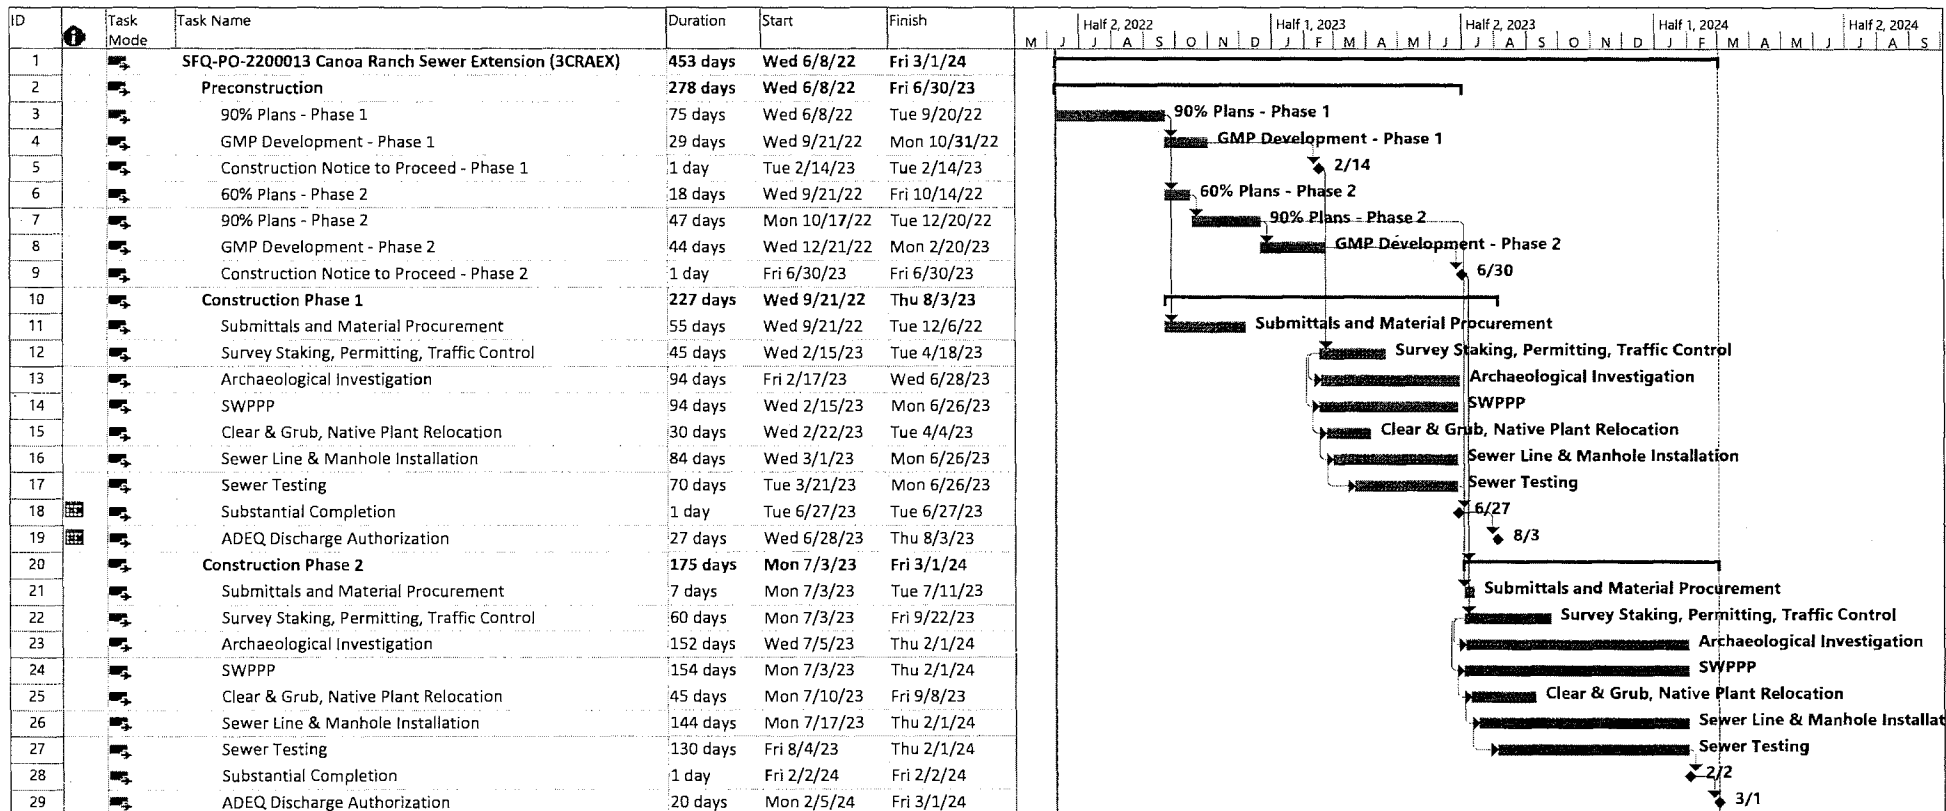 ID Task Mode Task Name Duration Start Finish Half 2, 2022 Half 1, 2023 Half 2, 2023 Half 1, 2024 Half 2, 2024
M J J A S O N D J F M A M J J A S O N D J F M A M J J A S
1 SFQ-PO-2200013 Canoa Ranch Sewer Extension (3CRAEX) 453 days Wed 6/8/22 Fri 3/1/24
2 Preconstruction 278 days Wed 6/8/22 Fri 6/30/23
3 90% Plans - Phase 1 75 days Wed 6/8/22 Tue 9/20/22 90% Plans - Phase 1
4 GMP Development - Phase 1 29 days Wed 9/21/22 Mon 10/31/22 GMP Development - Phase 1
5 Construction Notice to Proceed - Phase 1 1 day Tue 2/14/23 Tue 2/14/23 2/14
6 60% Plans - Phase 2 18 days Wed 9/21/22 Fri 10/14/22 60% Plans - Phase 2
7 90% Plans - Phase 2 47 days Mon 10/17/22 Tue 12/20/22 90% Plans - Phase 2
8 GMP Development - Phase 2 44 days Wed 12/21/22 Mon 2/20/23 GMP Development - Phase 2
9 Construction Notice to Proceed - Phase 2 1 day Fri 6/30/23 Fri 6/30/23 6/30
10 Construction Phase 1 227 days Wed 9/21/22 Thu 8/3/23
11 Submittals and Material Procurement 55 days Wed 9/21/22 Tue 12/6/22 Submittals and Material Procurement
12 Survey Staking, Permitting, Traffic Control 45 days Wed 2/15/23 Tue 4/18/23 Survey Staking, Permitting, Traffic Control
13 Archaeological Investigation 94 days Fri 2/17/23 Wed 6/28/23 Archaeological Investigation
14 SWPPP 94 days Wed 2/15/23 Mon 6/26/23 SWPPP
15 Clear & Grub, Native Plant Relocation 30 days Wed 2/22/23 Tue 4/4/23 Clear & Grub, Native Plant Relocation
16 Sewer Line & Manhole Installation 84 days Wed 3/1/23 Mon 6/26/23 Sewer Line & Manhole Installation
17 Sewer Testing 70 days Tue 3/21/23 Mon 6/26/23 Sewer Testing
18 Substantial Completion 1 day Tue 6/27/23 Tue 6/27/23 6/27
19 ADEQ Discharge Authorization 27 days Wed 6/28/23 Thu 8/3/23 8/3
20 Construction Phase 2 175 days Mon 7/3/23 Fri 3/1/24
21 Submittals and Material Procurement 7 days Mon 7/3/23 Tue 7/11/23 Submittals and Material Procurement
22 Survey Staking, Permitting, Traffic Control 60 days Mon 7/3/23 Fri 9/22/23 Survey Staking, Permitting, Traffic Control
23 Archaeological Investigation 152 days Wed 7/5/23 Thu 2/1/24 Archaeological Investigation
24 SWPPP 154 days Mon 7/3/23 Thu 2/1/24 SWPPP
25 Clear & Grub, Native Plant Relocation 45 days Mon 7/10/23 Fri 9/8/23 Clear & Grub, Native Plant Relocation
26 Sewer Line & Manhole Installation 144 days Mon 7/17/23 Thu 2/1/24 Sewer Line & Manhole Installat
27 Sewer Testing 130 days Fri 8/4/23 Thu 2/1/24 Sewer Testing
28 Substantial Completion 1 day Fri 2/2/24 Fri 2/2/24 2/2
29 ADEQ Discharge Authorization 20 days Mon 2/5/24 Fri 3/1/24 3/1